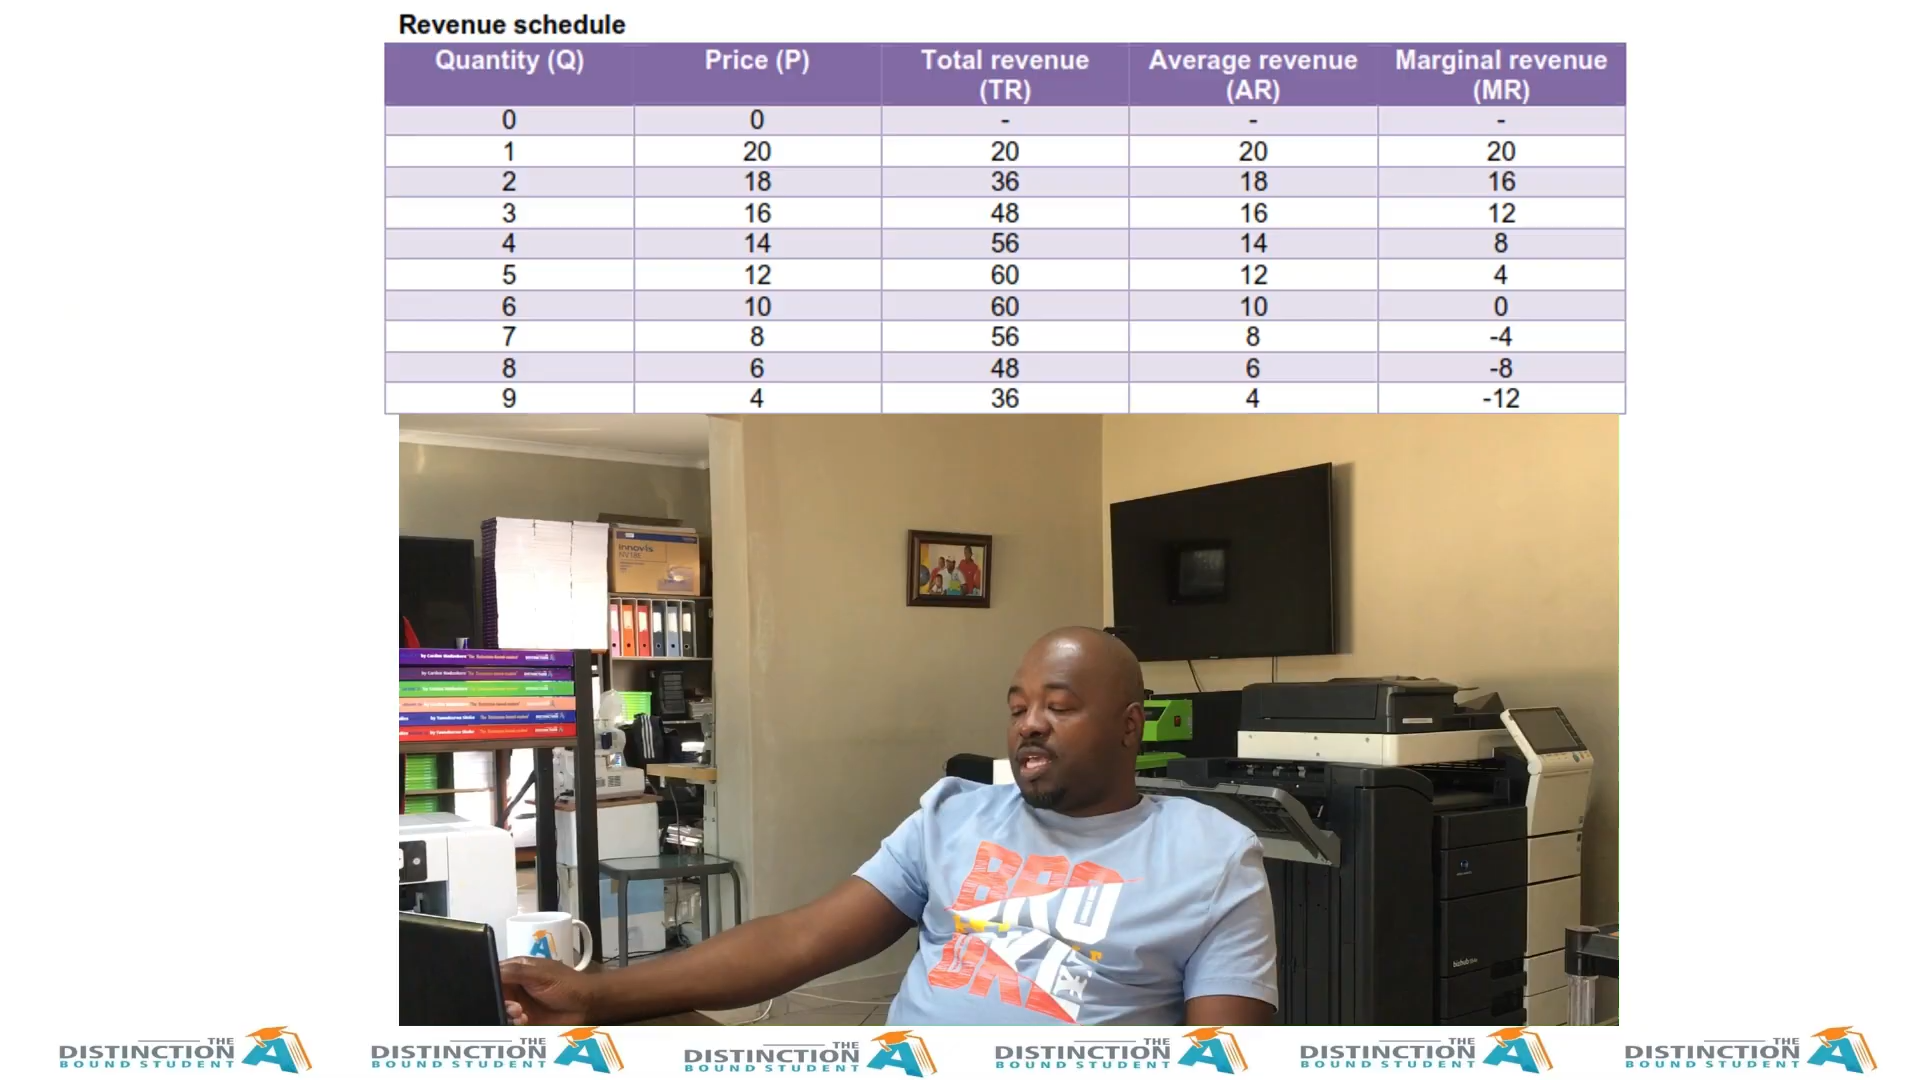 Revenue schedule
Quantity (Q) Price (P) Total revenue (TR) Average revenue (AR) Marginal revenue (MR)
0 0 - - -
1 20 20 20 20
2 18 36 18 16
3 16 48 16 12
4 14 56 14 8
5 12 60 12 4
6 10 60 10 0
7 8 56 8 -4
8 6 48 6 -8
9 4 36 4 -12
innovis
THE DISTINCTION BOUND STUDENT
THE DISTINCTION BOUND STUDENT
THE DISTINCTION BOUND STUDENT
THE DISTINCTION BOUND STUDENT
THE DISTINCTION BOUND STUDENT
THE DISTINCTION BOUND STUDENT